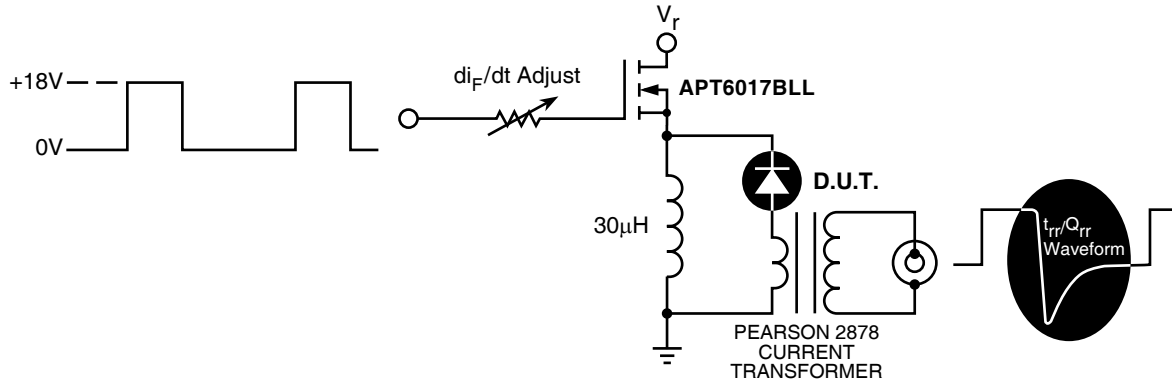 V_r
+18V
di_F/dt Adjust
APT6017BLL
0V
D.U.T.
30µH
t_rr/Q_rr
Waveform
PEARSON 2878
CURRENT
TRANSFORMER